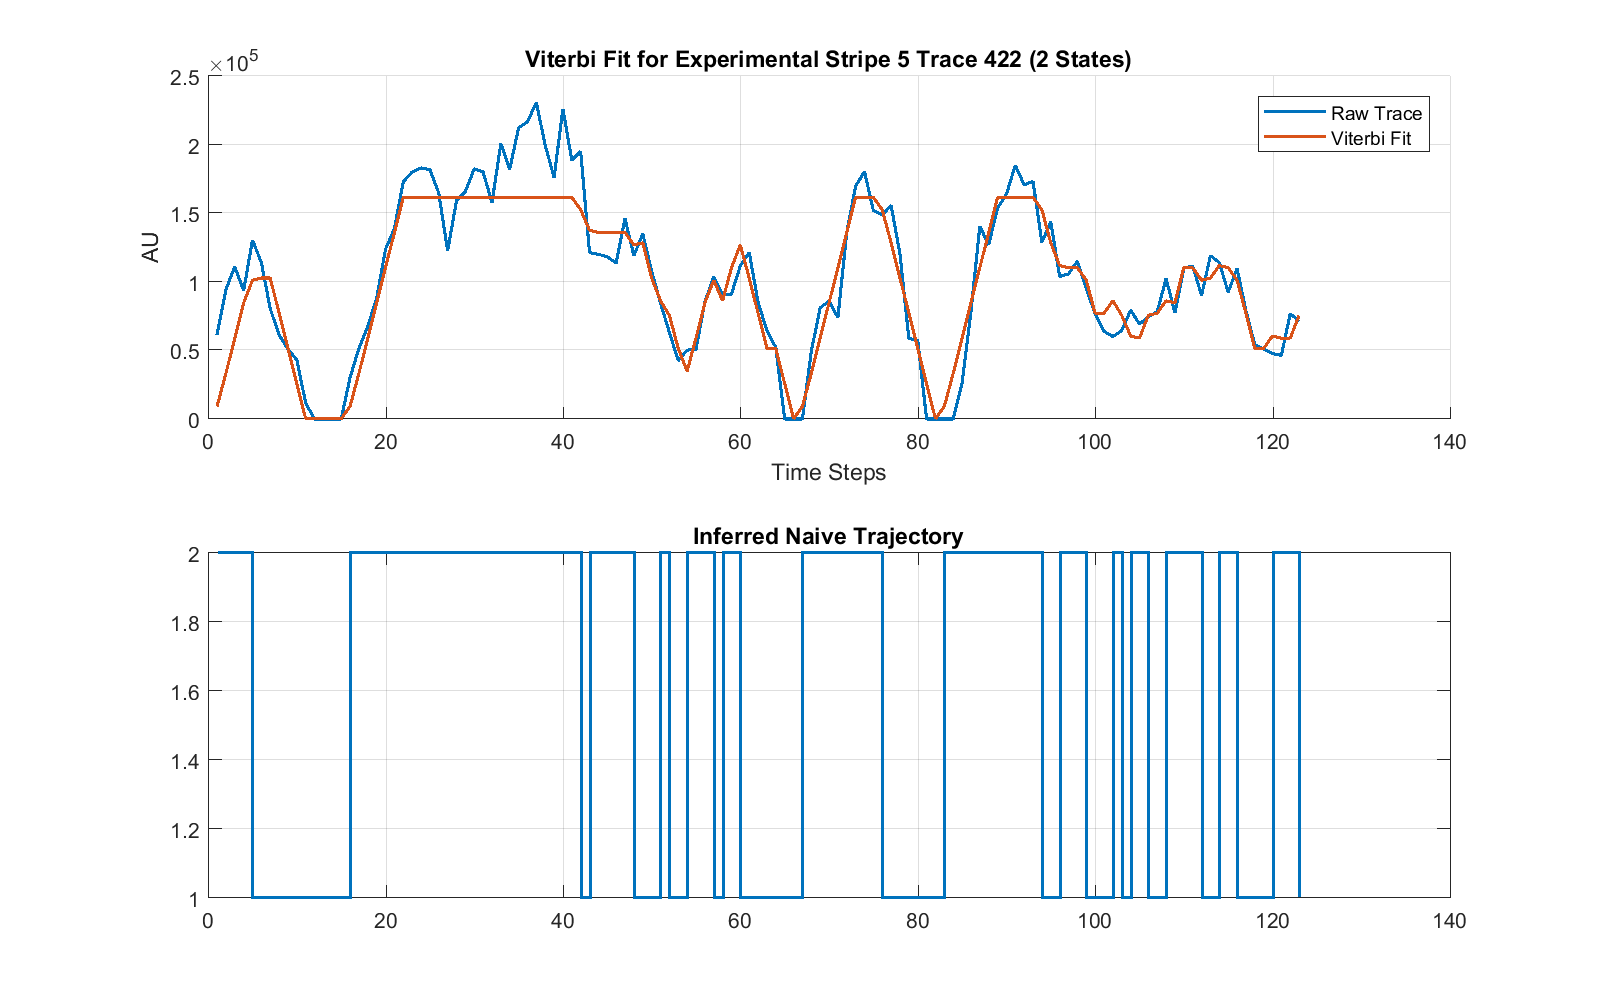 Viterbi Fit for Experimental Stripe 5 Trace 422 (2 States)
×10^5
2.5
2
1.5
1
0.5
0
AU
Raw Trace
Viterbi Fit
0 20 40 60 80 100 120 140
Time Steps
Inferred Naive Trajectory
2
1.8
1.6
1.4
1.2
1
0 20 40 60 80 100 120 140